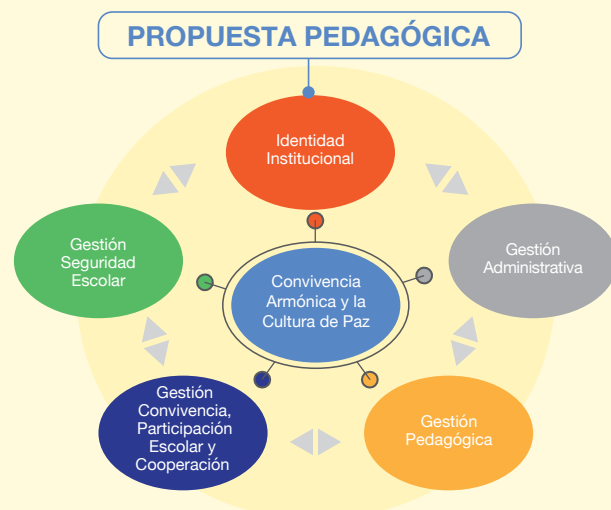 PROPUESTA PEDAGÓGICA
Identidad
Institucional
Gestión
Seguridad
Escolar
Gestión
Administrativa
Convivencia
Armónica y la
Cultura de Paz
Gestión
Convivencia,
Participación
Escolar y
Cooperación
Gestión
Pedagógica